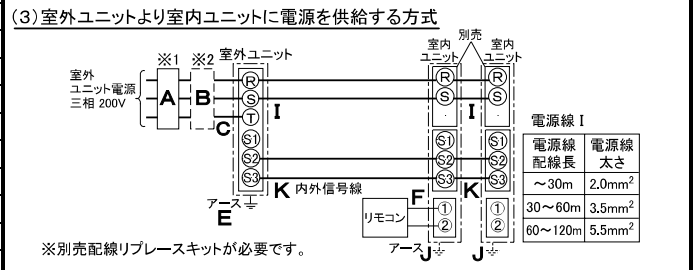 (3)室外ユニットより室内ユニットに電源を供給する方式
※1 ※2 室外ユニット
別売
室内
ユニット
室内
ユニット
室外
ユニット電源
三相 200V
A B C
R
S
T
S1
S2
S3
I
R
S
S1
S2
S3
I
R
S
S1
S2
S3
K 内外信号線
K
アース
E
リモコン
F
①
②
①
②
アース J
J
電源線 I
電源線
配線長
電源線
太さ
～30m 2.0mm²
30～60m 3.5mm²
60～120m 5.5mm²
※別売配線リプレースキットが必要です。